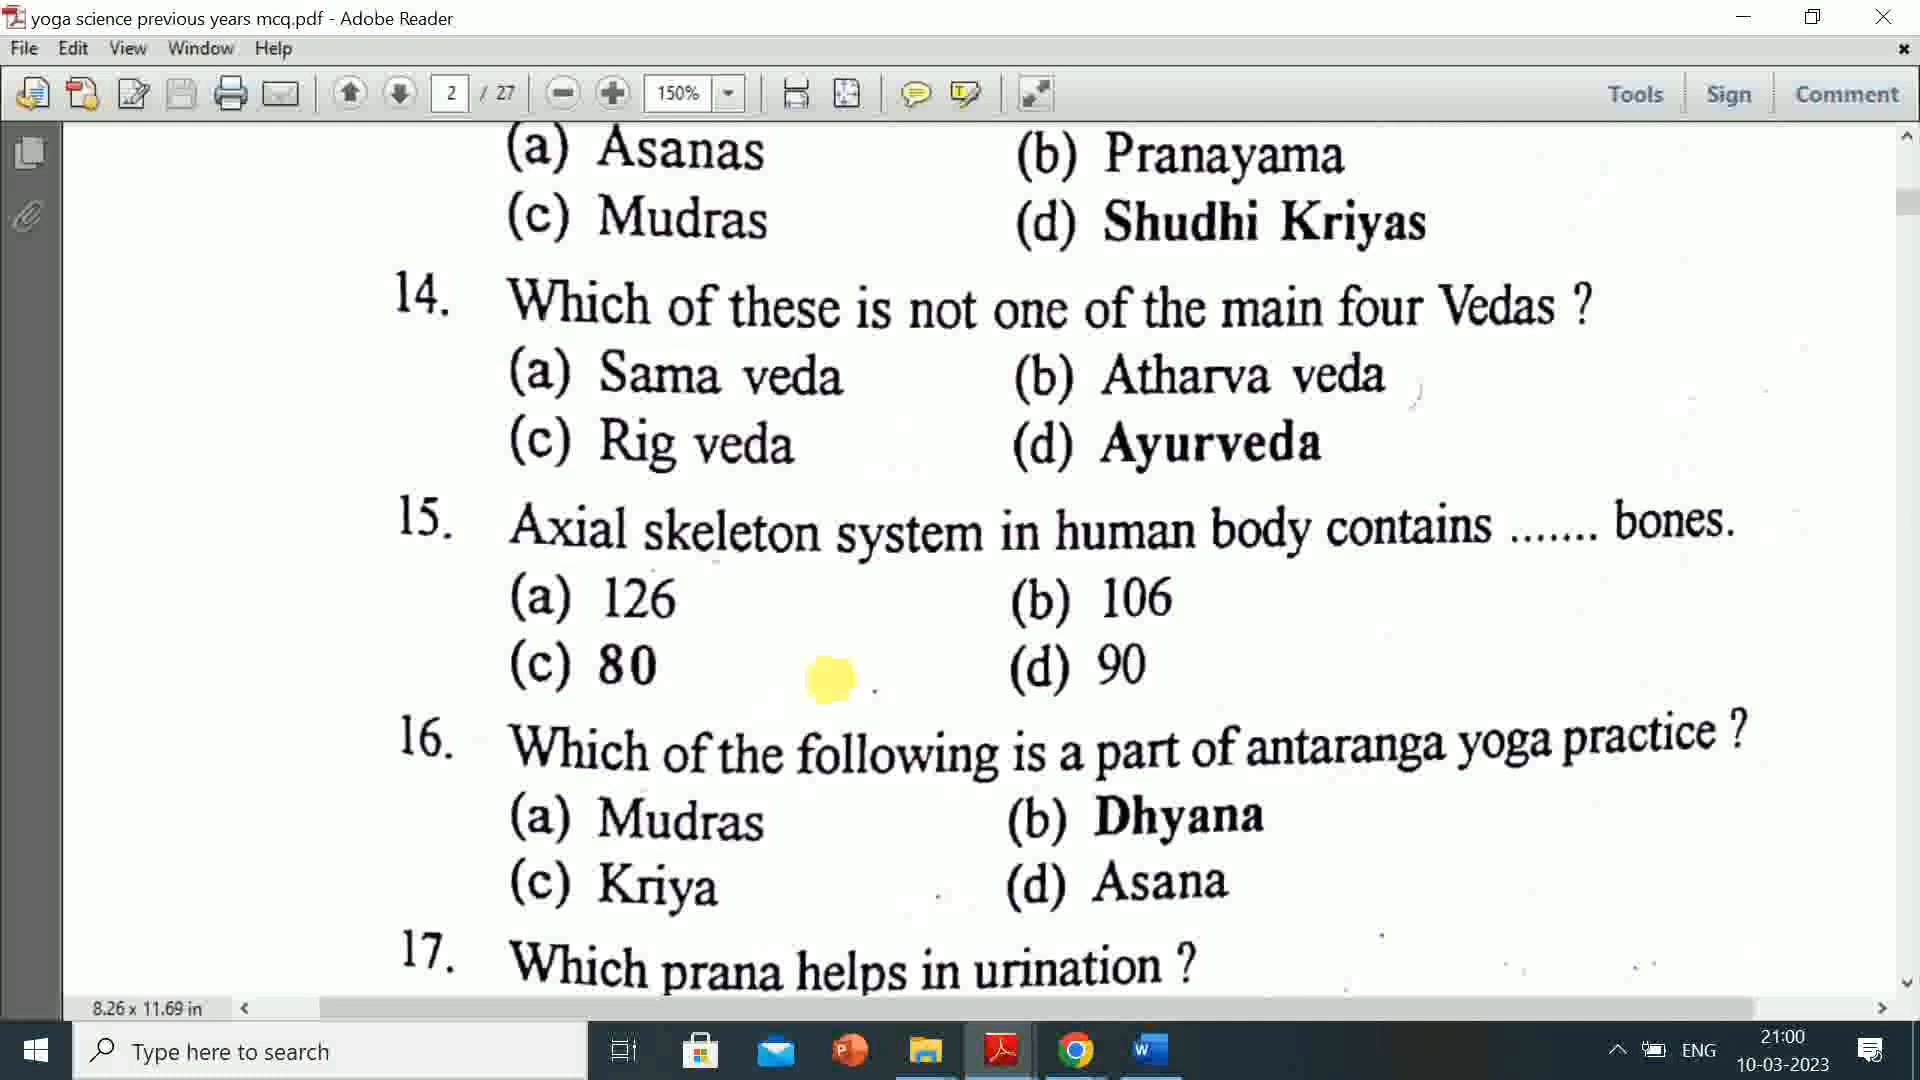 yoga science previous years mcq.pdf - Adobe Reader
File Edit View Window Help
2 / 27 150% Tools Sign Comment
(a) Asanas (b) Pranayama
(c) Mudras (d) Shudhi Kriyas
14. Which of these is not one of the main four Vedas ?
(a) Sama veda (b) Atharva veda
(c) Rig veda (d) Ayurveda
15. Axial skeleton system in human body contains ....... bones.
(a) 126 (b) 106
(c) 80 (d) 90
16. Which of the following is a part of antaranga yoga practice ?
(a) Mudras (b) Dhyana
(c) Kriya (d) Asana
17. Which prana helps in urination ?
8.26 x 11.69 in
Type here to search
ENG
21:00
10-03-2023